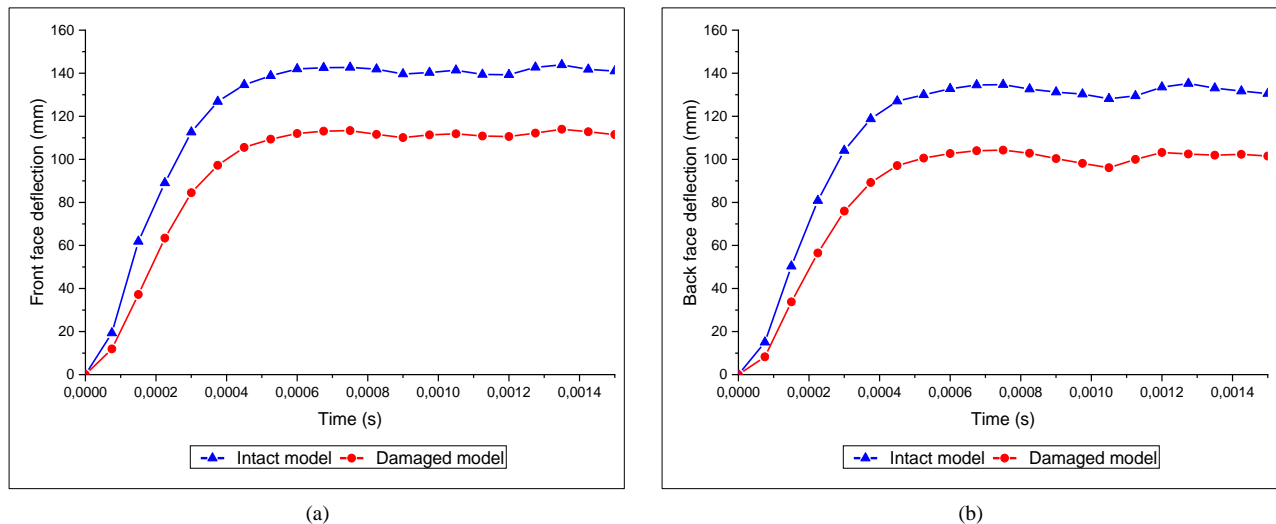 160
140
120
100
80
60
40
20
0
Front face deflection (mm)
0,0000 0,0002 0,0004 0,0006 0,0008 0,0010 0,0012 0,0014
Time (s)
Intact model Damaged model
(a)
160
140
120
100
80
60
40
20
0
Back face deflection (mm)
0,0000 0,0002 0,0004 0,0006 0,0008 0,0010 0,0012 0,0014
Time (s)
Intact model Damaged model
(b)